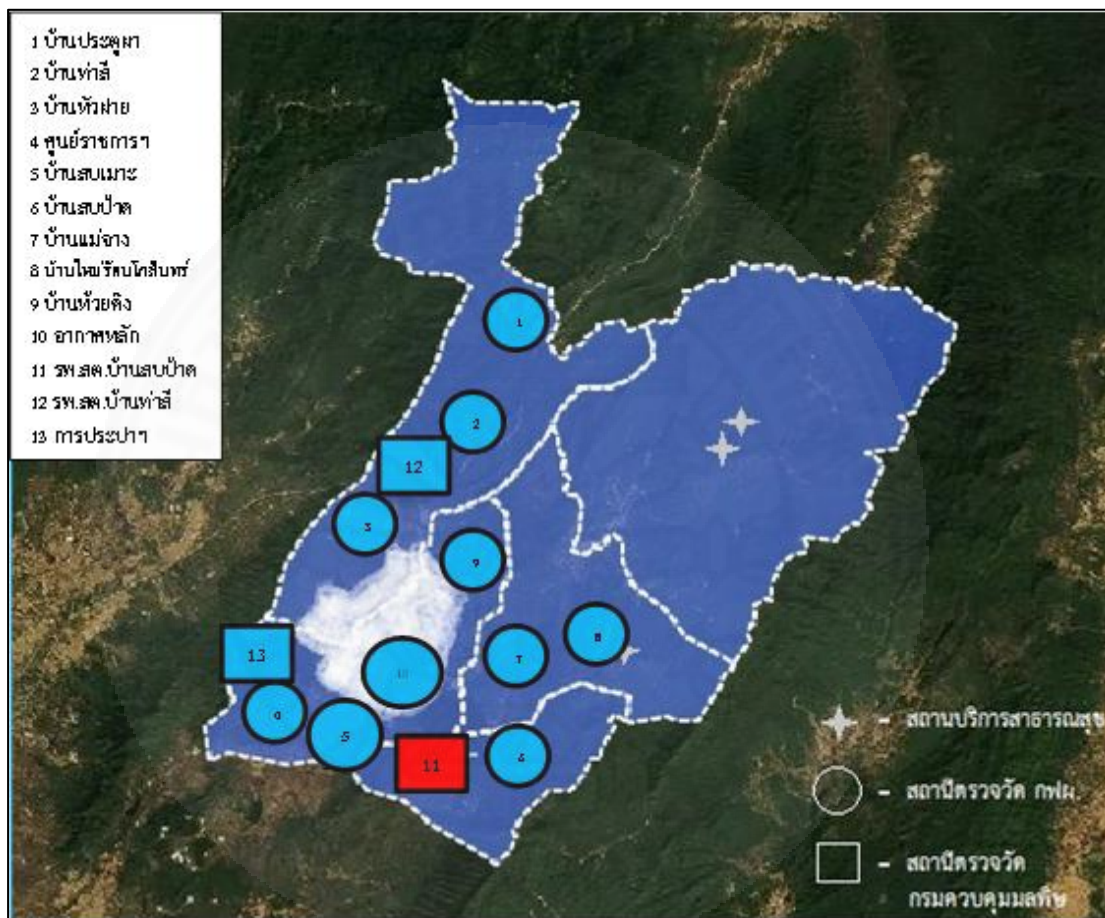 1 บ้านประตูผา
2 บ้านท่าสี
3 บ้านหัวฝาย
4 ศูนย์ราชการฯ
5 บ้านสบเมาะ
6 บ้านสบป้าด
7 บ้านแม่จาง
8 บ้านใหม่รัตนโกสินทร์
9 บ้านห้วยคิง
10 อากาศหลัก
11 รพ.สต.บ้านสบป้าด
12 รพ.สต.บ้านท่าสี
13 การประปาฯ
1
2
12
3
9
8
7
13
5
6
11
– สถานบริการสาธารณสุข
– สถานีตรวจวัด กฟผ.
– สถานีตรวจวัด
กรมควบคุมมลพิษ